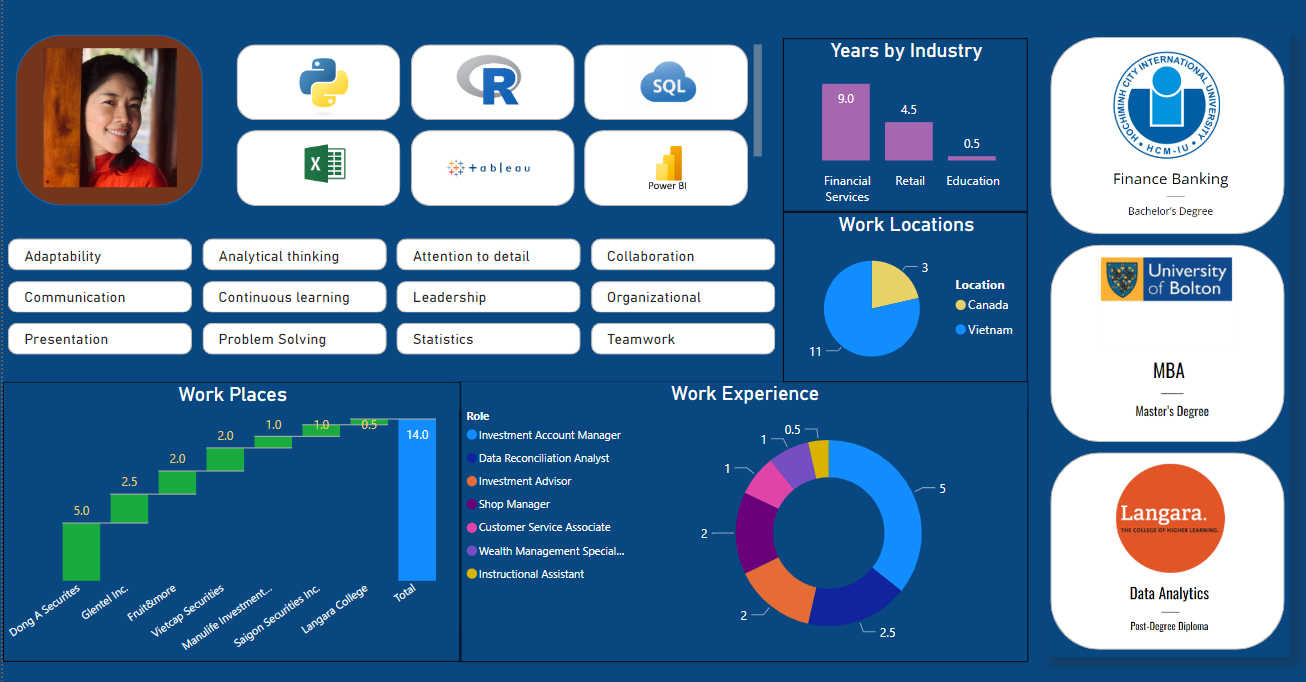 SQL
X
+ableau
Power BI
Adaptability
Analytical thinking
Attention to detail
Collaboration
Communication
Continuous learning
Leadership
Organizational
Presentation
Problem Solving
Statistics
Teamwork
Years by Industry
9.0
4.5
0.5
Financial
Services
Retail
Education
Work Locations
3
11
Location
Canada
Vietnam
Work Places
5.0
2.5
2.0
2.0
1.0
1.0
0.5
14.0
Dong A Securites
Glentel Inc.
Fruit&more
Vietcap Securities
Manulife Investment...
Saigon Securities Inc.
Langara College
Total
Work Experience
Role
Investment Account Manager
Data Reconciliation Analyst
Investment Advisor
Shop Manager
Customer Service Associate
Wealth Management Special...
Instructional Assistant
0.5
1
1
2
2
2.5
5
HOCHIMINH CITY INTERNATIONAL UNIVERSITY
HCM-IU
Finance Banking
Bachelor's Degree
University
of Bolton
MBA
Master's Degree
Langara.
THE COLLEGE OF HIGHER LEARNING.
Data Analytics
Post-Degree Diploma